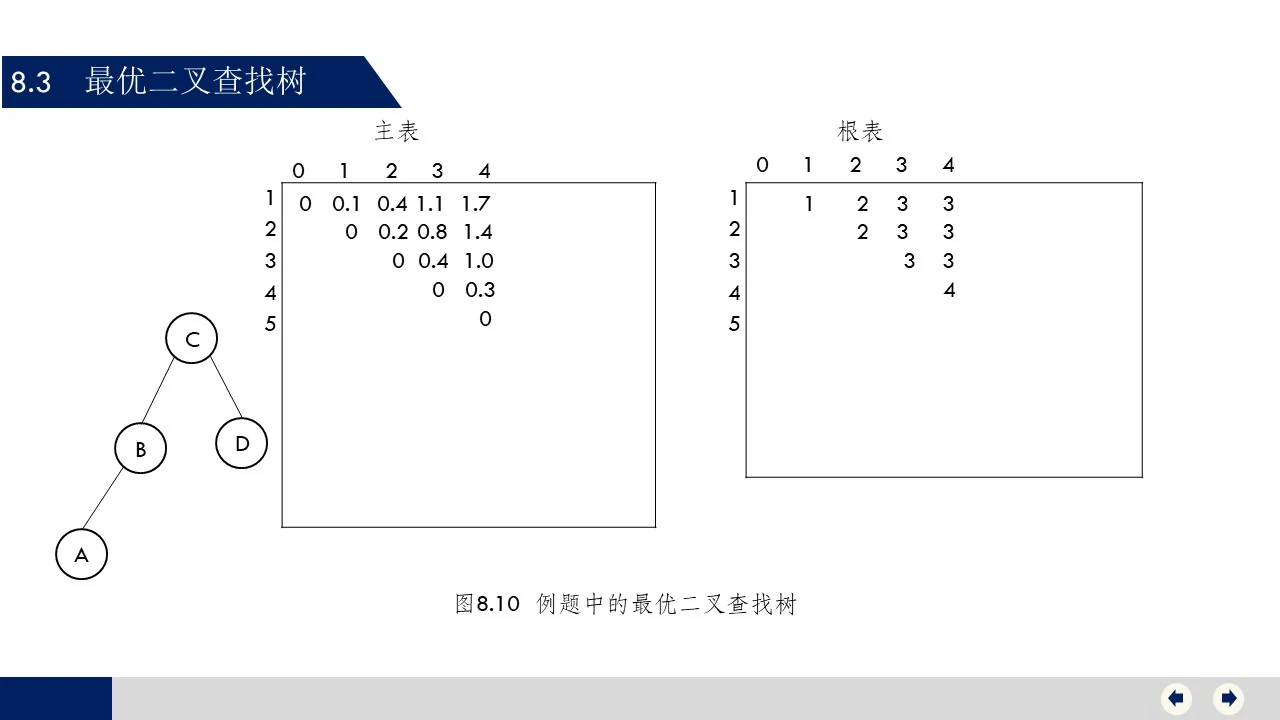 8.3 最优二叉查找树
主表
0 1 2 3 4
1 0 0.1 0.4 1.1 1.7
2 0 0.2 0.8 1.4
3 0 0.4 1.0
4 0 0.3
5 0
根表
0 1 2 3 4
1 1 2 3 3
2 2 3 3
3 3 3
4 4
5
C
B D
A
图8.10 例题中的最优二叉查找树